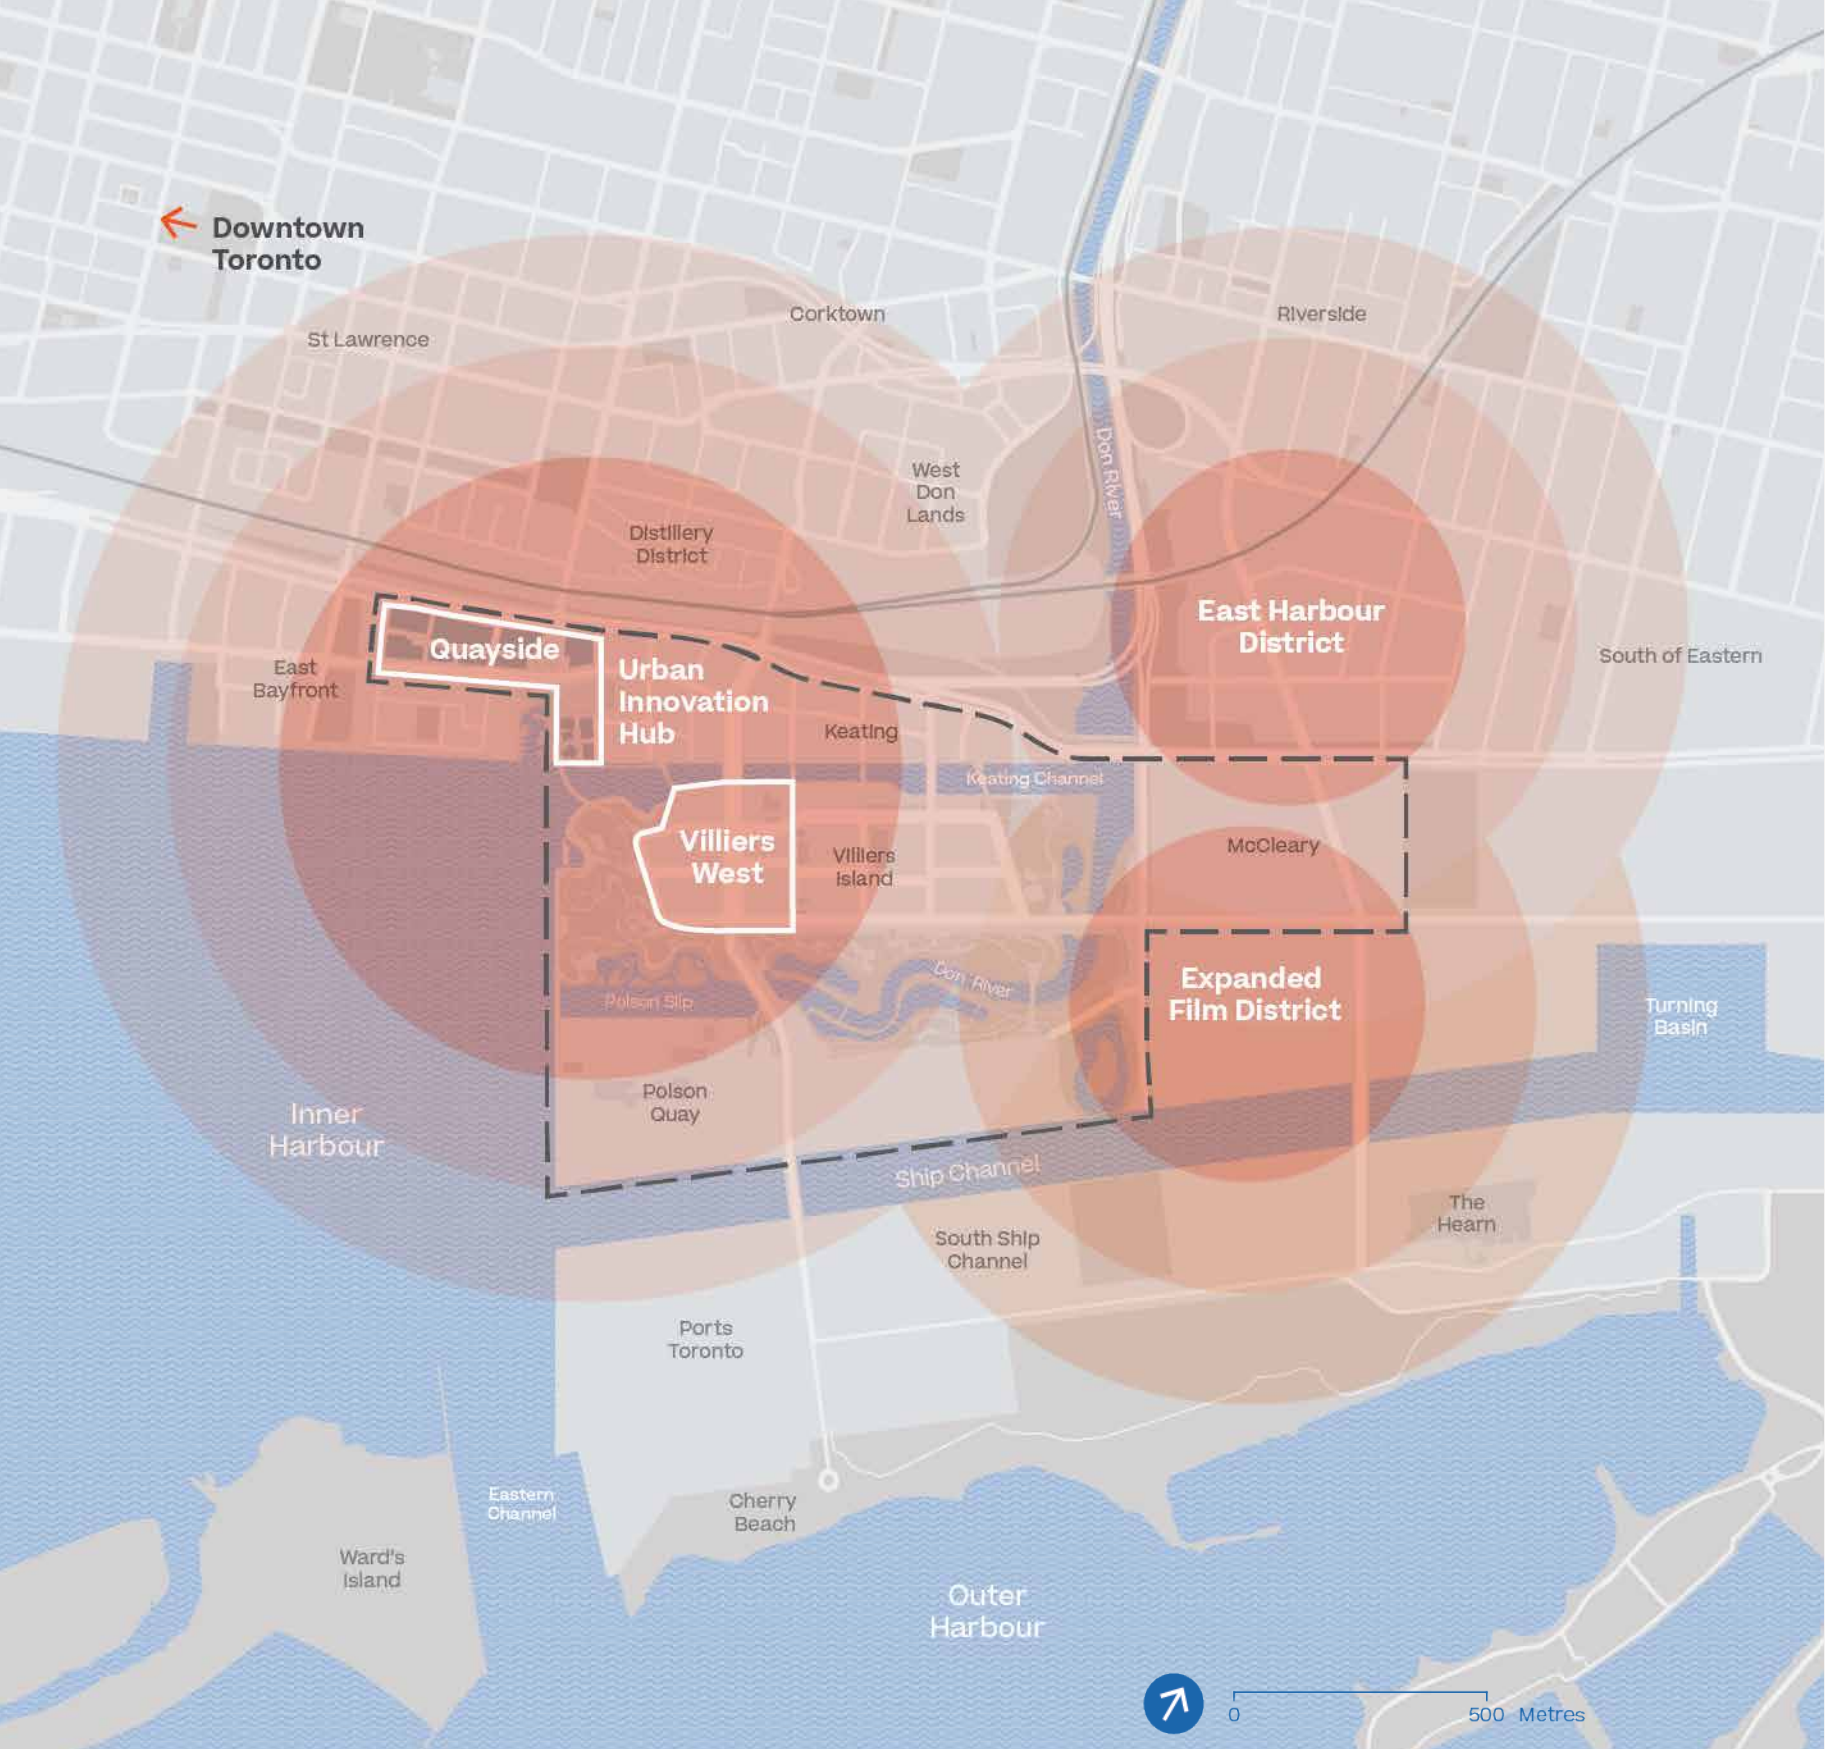 Downtown
Toronto
St Lawrence
Corktown
Riverside
West
Don
Lands
Don River
Distillery
District
East Harbour
District
Quayside
East
Bayfront
Urban
Innovation
Hub
South of Eastern
Keating
Keating Channel
Villiers
West
Villiers
Island
McCleary
Don River
Expanded
Film District
Polson Slip
Turning
Basin
Polson
Quay
Inner
Harbour
Ship Channel
The
Hearn
South Ship
Channel
Ports
Toronto
Eastern
Channel
Cherry
Beach
Ward's
Island
Outer
Harbour
0 500 Metres